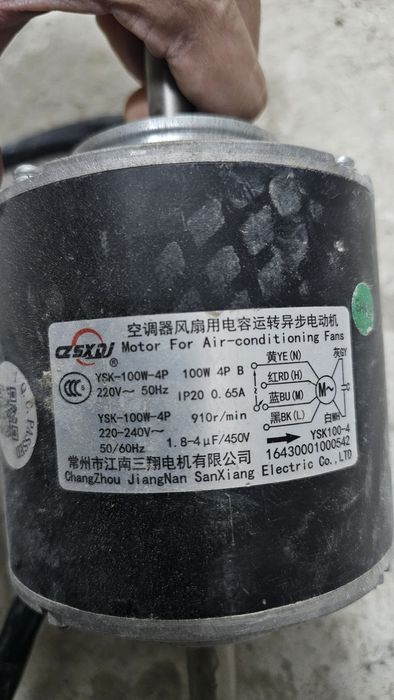 空调器风扇用电容运转异步电动机
CZSXDJ ® Motor For Air-conditioning Fans
YSK-100W-4P 100W 4P B
220V~ 50Hz IP20 0.65A
YSK-100W-4P 910r/min
220-240V~
50/60Hz 1.8-4μF/450V
黄YE(N) 灰GY
红RD(H)
蓝BU(M) M~
黑BK(L) 白WH
YSK100-4
16430001000542
常州市江南三翔电机有限公司
ChangZhou JiangNan SanXiang Electric Co.,LTD